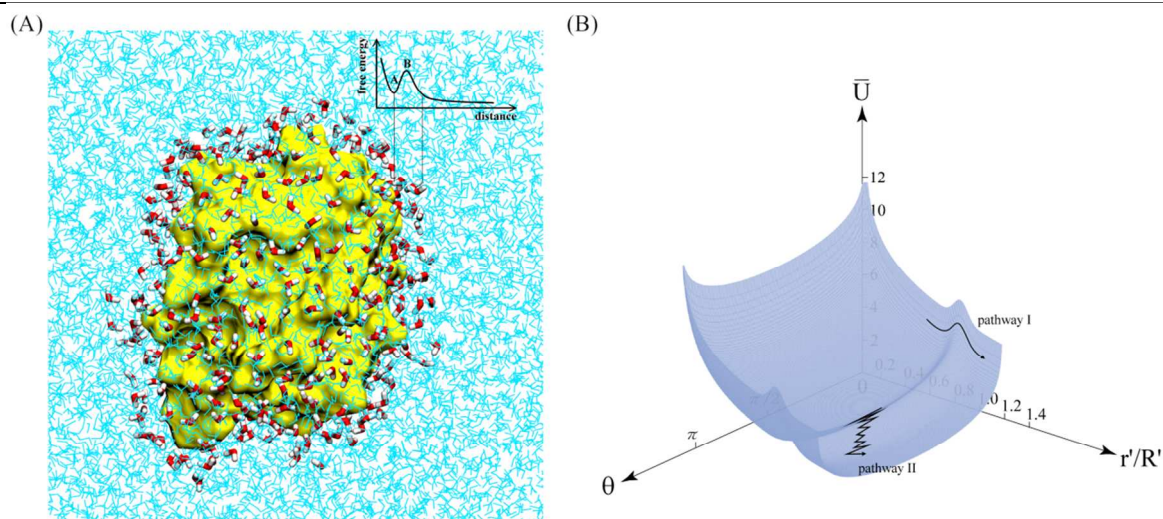 (A)
free energy
A
B
distance
(B)
U̅
12
10
8
6
4
2
0
0.2
0.4
0.6
0.8
1.0
1.2
1.4
π
θ
r'/R'
pathway I
pathway II